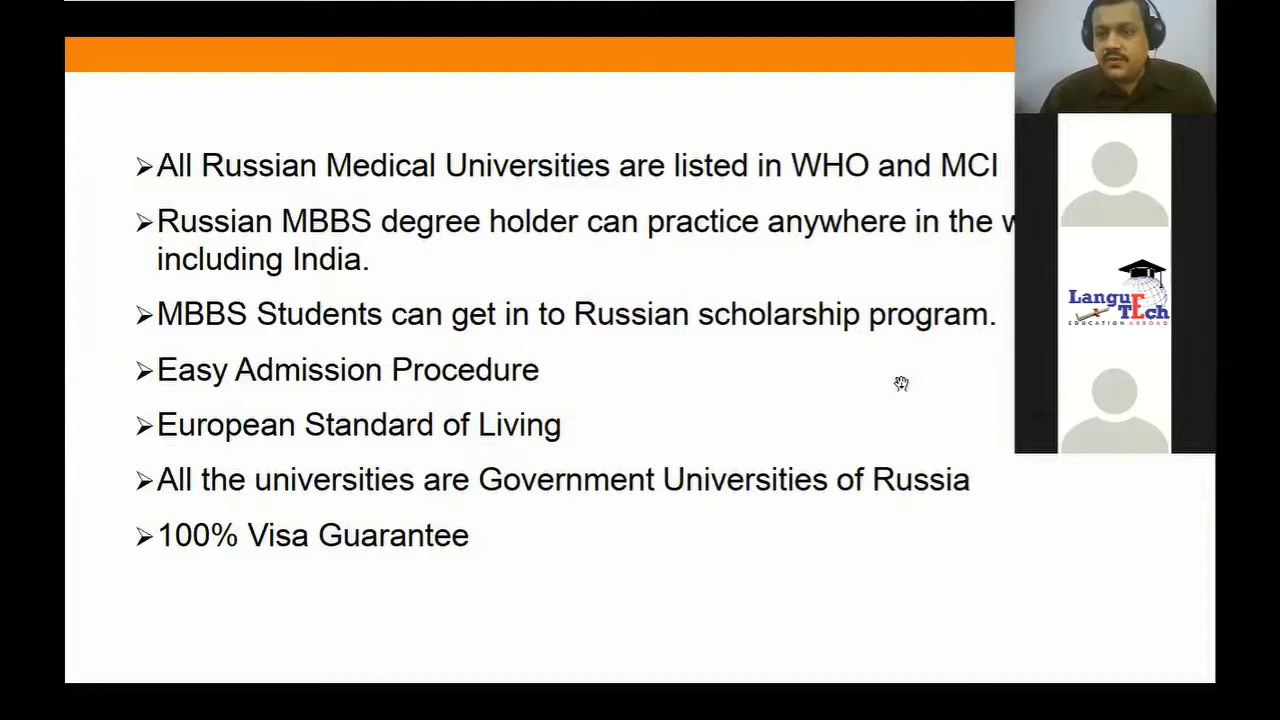 All Russian Medical Universities are listed in WHO and MCI
Russian MBBS degree holder can practice anywhere in the
including India.
MBBS Students can get in to Russian scholarship program.
Easy Admission Procedure
European Standard of Living
All the universities are Government Universities of Russia
100% Visa Guarantee
Langu
TEch
EDUCATION ABROAD